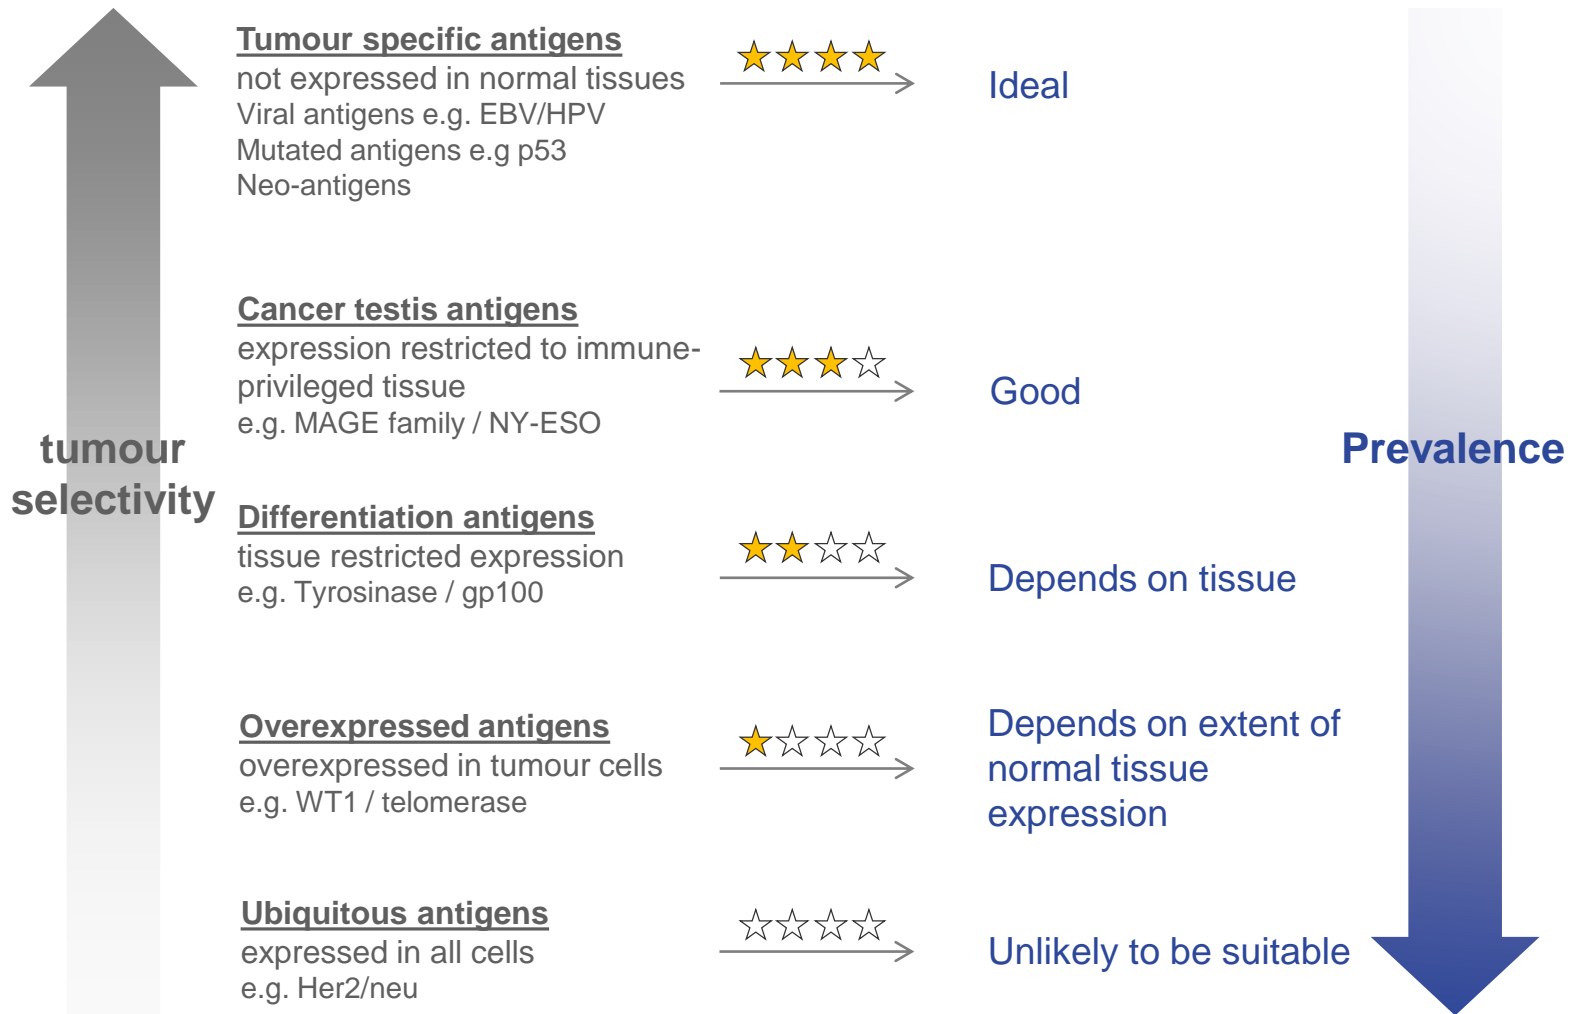 Tumour specific antigens
not expressed in normal tissues
Viral antigens e.g. EBV/HPV
Mutated antigens e.g p53
Neo-antigens
Ideal
Cancer testis antigens
expression restricted to immune-
privileged tissue
e.g. MAGE family / NY-ESO
Good
tumour
selectivity
Prevalence
Differentiation antigens
tissue restricted expression
e.g. Tyrosinase / gp100
Depends on tissue
Overexpressed antigens
overexpressed in tumour cells
e.g. WT1 / telomerase
Depends on extent of
normal tissue
expression
Ubiquitous antigens
expressed in all cells
e.g. Her2/neu
Unlikely to be suitable